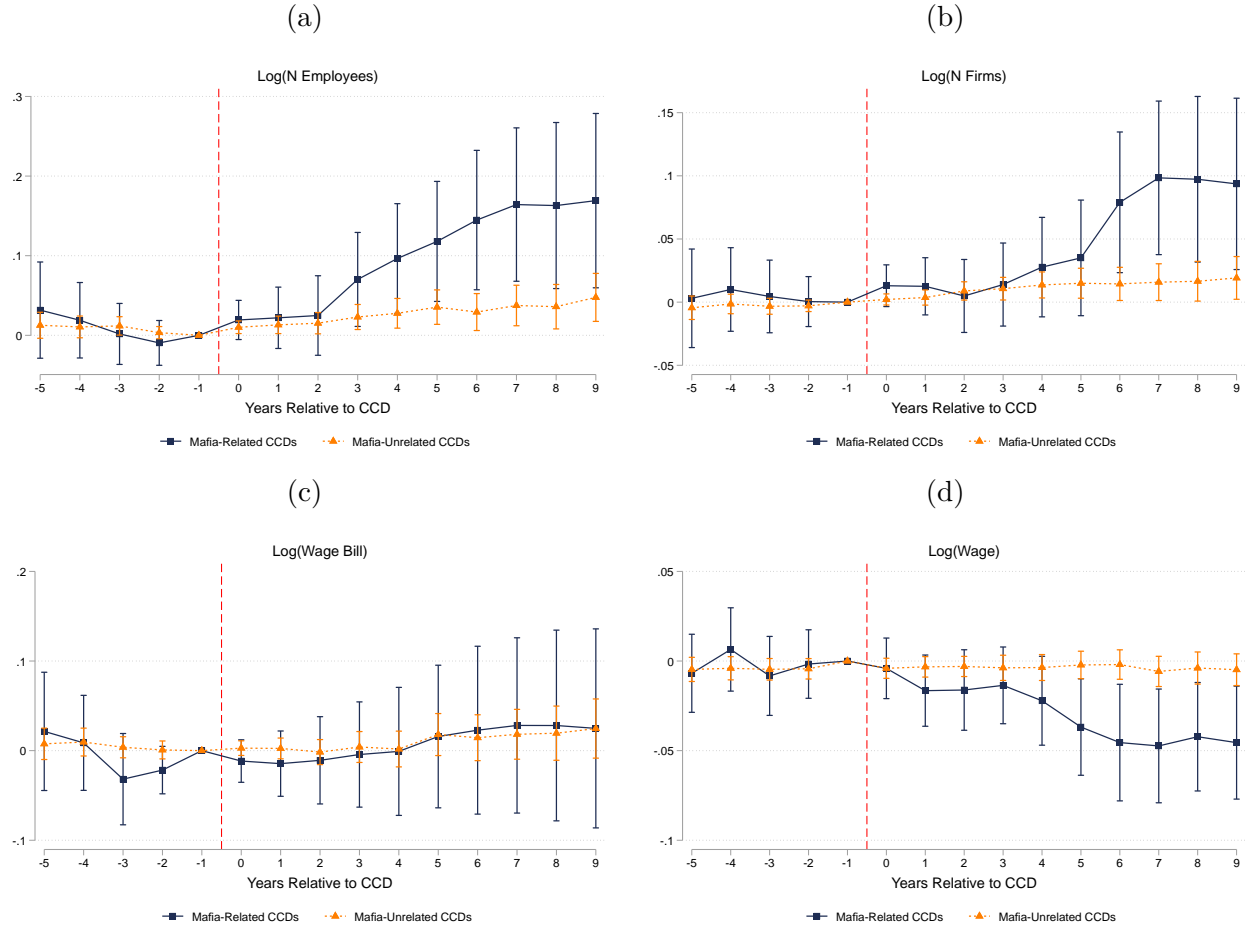 (a)
Log(N Employees)
.3
.2
.1
0
-5 -4 -3 -2 -1 0 1 2 3 4 5 6 7 8 9
Years Relative to CCD
Mafia-Related CCDs Mafia-Unrelated CCDs
(b)
Log(N Firms)
.15
.1
.05
0
-.05
-5 -4 -3 -2 -1 0 1 2 3 4 5 6 7 8 9
Years Relative to CCD
Mafia-Related CCDs Mafia-Unrelated CCDs
(c)
Log(Wage Bill)
.2
.1
0
-.1
-5 -4 -3 -2 -1 0 1 2 3 4 5 6 7 8 9
Years Relative to CCD
Mafia-Related CCDs Mafia-Unrelated CCDs
(d)
Log(Wage)
.05
0
-.05
-.1
-5 -4 -3 -2 -1 0 1 2 3 4 5 6 7 8 9
Years Relative to CCD
Mafia-Related CCDs Mafia-Unrelated CCDs